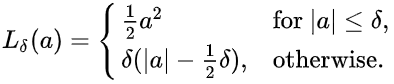 L_δ(a) = { ½a² for |a| ≤ δ,
δ(|a| − ½δ), otherwise.